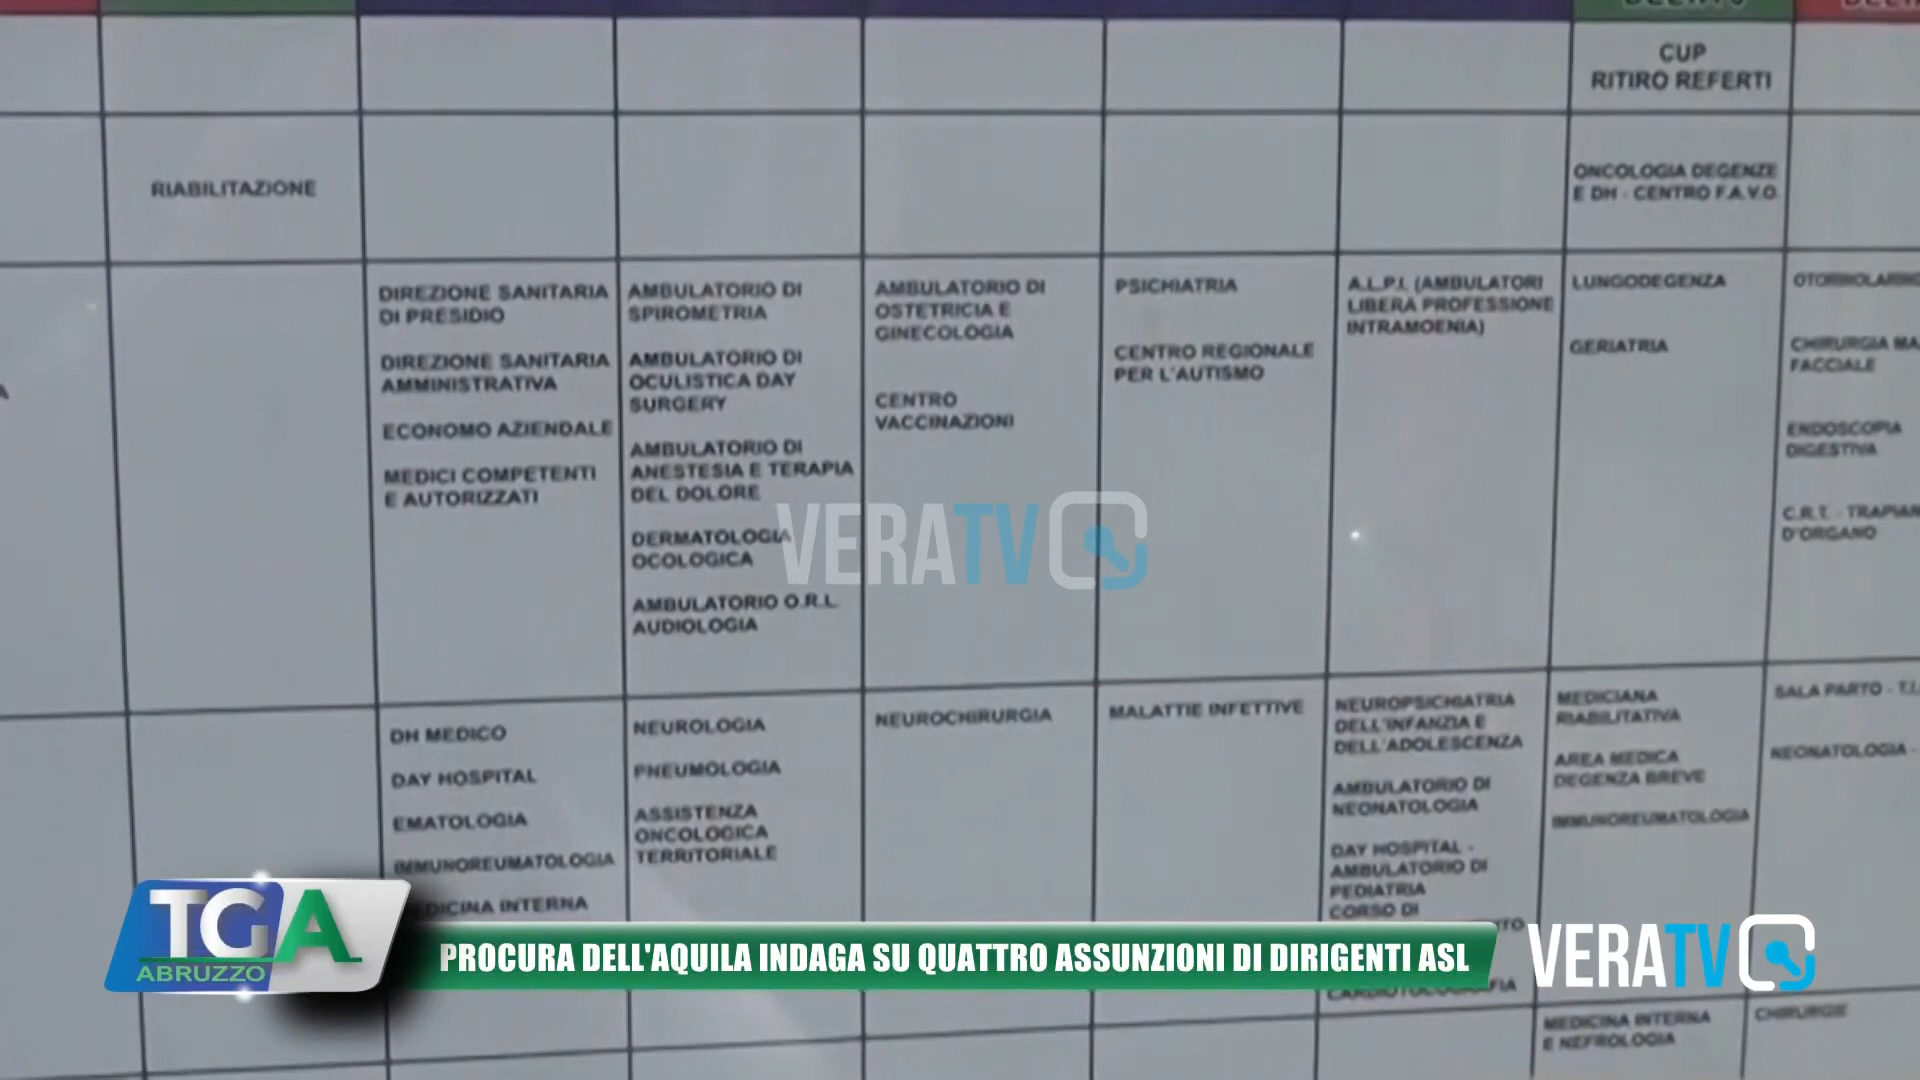 CUP
RITIRO REFERTI
RIABILITAZIONE
ONCOLOGIA DEGENZE
E DH - CENTRO F.A.V.O.
DIREZIONE SANITARIA
DI PRESIDIO
DIREZIONE SANITARIA
AMMINISTRATIVA
ECONOMO AZIENDALE
MEDICI COMPETENTI
E AUTORIZZATI
AMBULATORIO DI
SPIROMETRIA
AMBULATORIO DI
OCULISTICA DAY
SURGERY
AMBULATORIO DI
ANESTESIA E TERAPIA
DEL DOLORE
DERMATOLOGIA
OCOLOGICA
AMBULATORIO O.R.L.
AUDIOLOGIA
AMBULATORIO DI
OSTETRICIA E
GINECOLOGIA
CENTRO
VACCINAZIONI
PSICHIATRIA
CENTRO REGIONALE
PER L'AUTISMO
A.L.P.I. (AMBULATORI
LIBERA PROFESSIONE
INTRAMOENIA)
LUNGODEGENZA
GERIATRIA
CHIRURGIA
FACCIALE
ENDOSCOPIA
DIGESTIVA
C.R.T. -
D'ORGANO
VERATV
DH MEDICO
DAY HOSPITAL
EMATOLOGIA
IMMUNOREUMATOLOGIA
INTERNA
NEUROLOGIA
PNEUMOLOGIA
ASSISTENZA
ONCOLOGICA
TERRITORIALE
NEUROCHIRURGIA
MALATTIE INFETTIVE
NEUROPSICHIATRIA
DELL'INFANZIA E
DELL'ADOLESCENZA
AMBULATORIO DI
NEONATOLOGIA
DAY HOSPITAL -
AMBULATORIO DI
PEDIATRIA
CORSO DI
MEDICIANA
RIABILITATIVA
AREA MEDICA
DEGENZA BREVE
IMMUNOREUMATOLOGIA
MEDICINA INTERNA
E NEFROLOGIA
SALA PARTO -
NEONATOLOGIA -
CHIRURGIE
TGA
ABRUZZO
PROCURA DELL'AQUILA INDAGA SU QUATTRO ASSUNZIONI DI DIRIGENTI ASL
VERATV